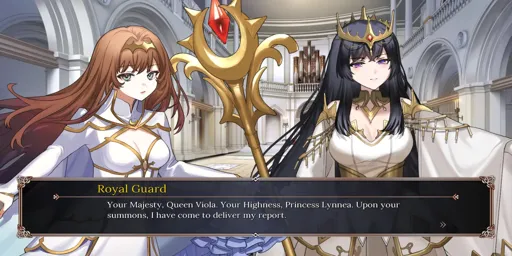 Royal Guard
Your Majesty, Queen Viola. Your Highness, Princess Lynnea. Upon your
summons, I have come to deliver my report.